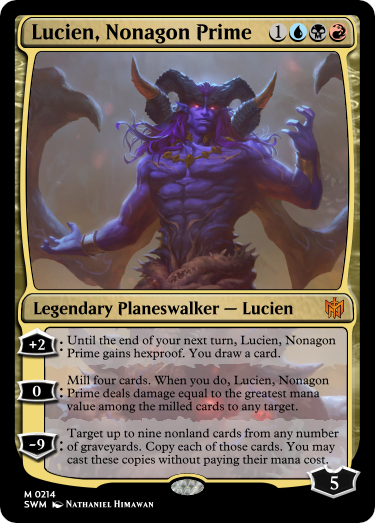 Lucien, Nonagon Prime 1
Legendary Planeswalker — Lucien
+2 : Until the end of your next turn, Lucien, Nonagon
Prime gains hexproof. You draw a card.
0 : Mill four cards. When you do, Lucien, Nonagon
Prime deals damage equal to the greatest mana
value among the milled cards to any target.
-9 : Target up to nine nonland cards from any number
of graveyards. Copy each of those cards. You may
cast these copies without paying their mana cost.
5
M 0214
SWM Nathaniel Himawan